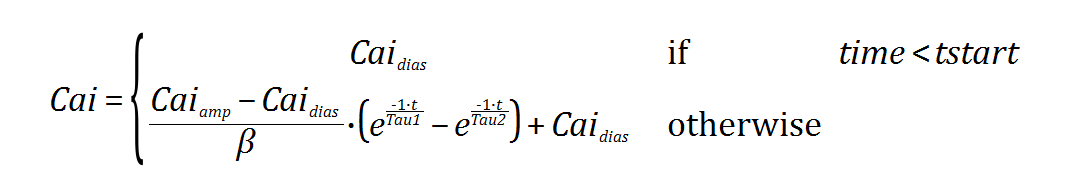 Cai = { Cai_dias if time < tstart
(Cai_amp − Cai_dias)/β · (e^(-1·t/Tau1) − e^(-1·t/Tau2)) + Cai_dias otherwise